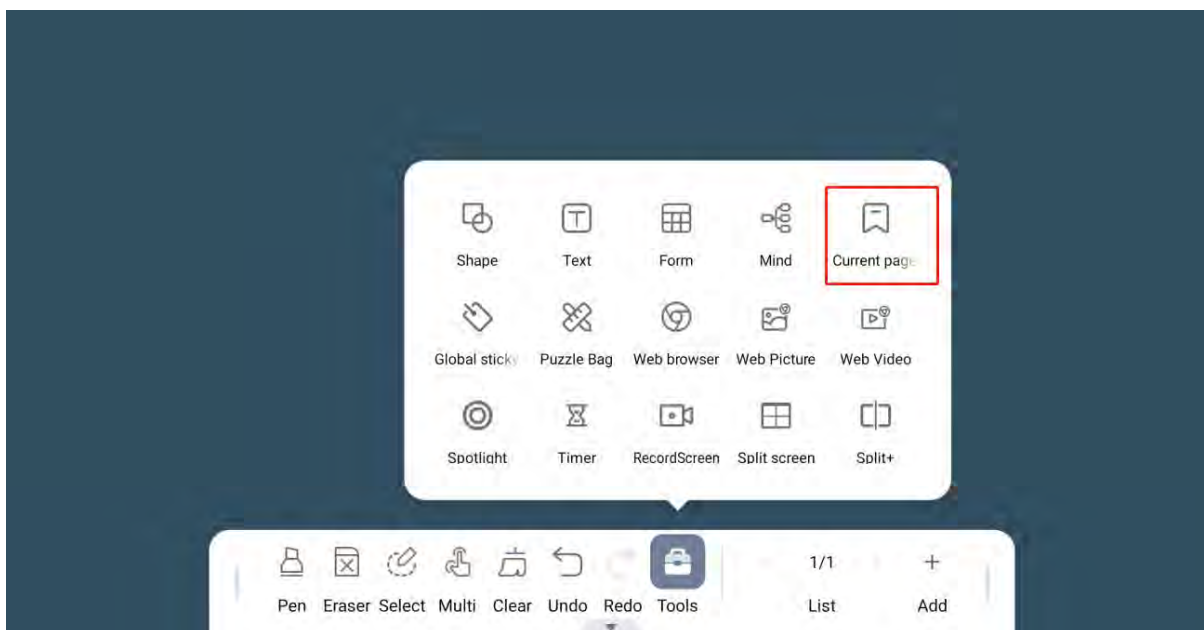 Shape Text Form Mind Current page
Global sticky Puzzle Bag Web browser Web Picture Web Video
Spotlight Timer RecordScreen Split screen Split+
1/1
Pen Eraser Select Multi Clear Undo Redo Tools List Add